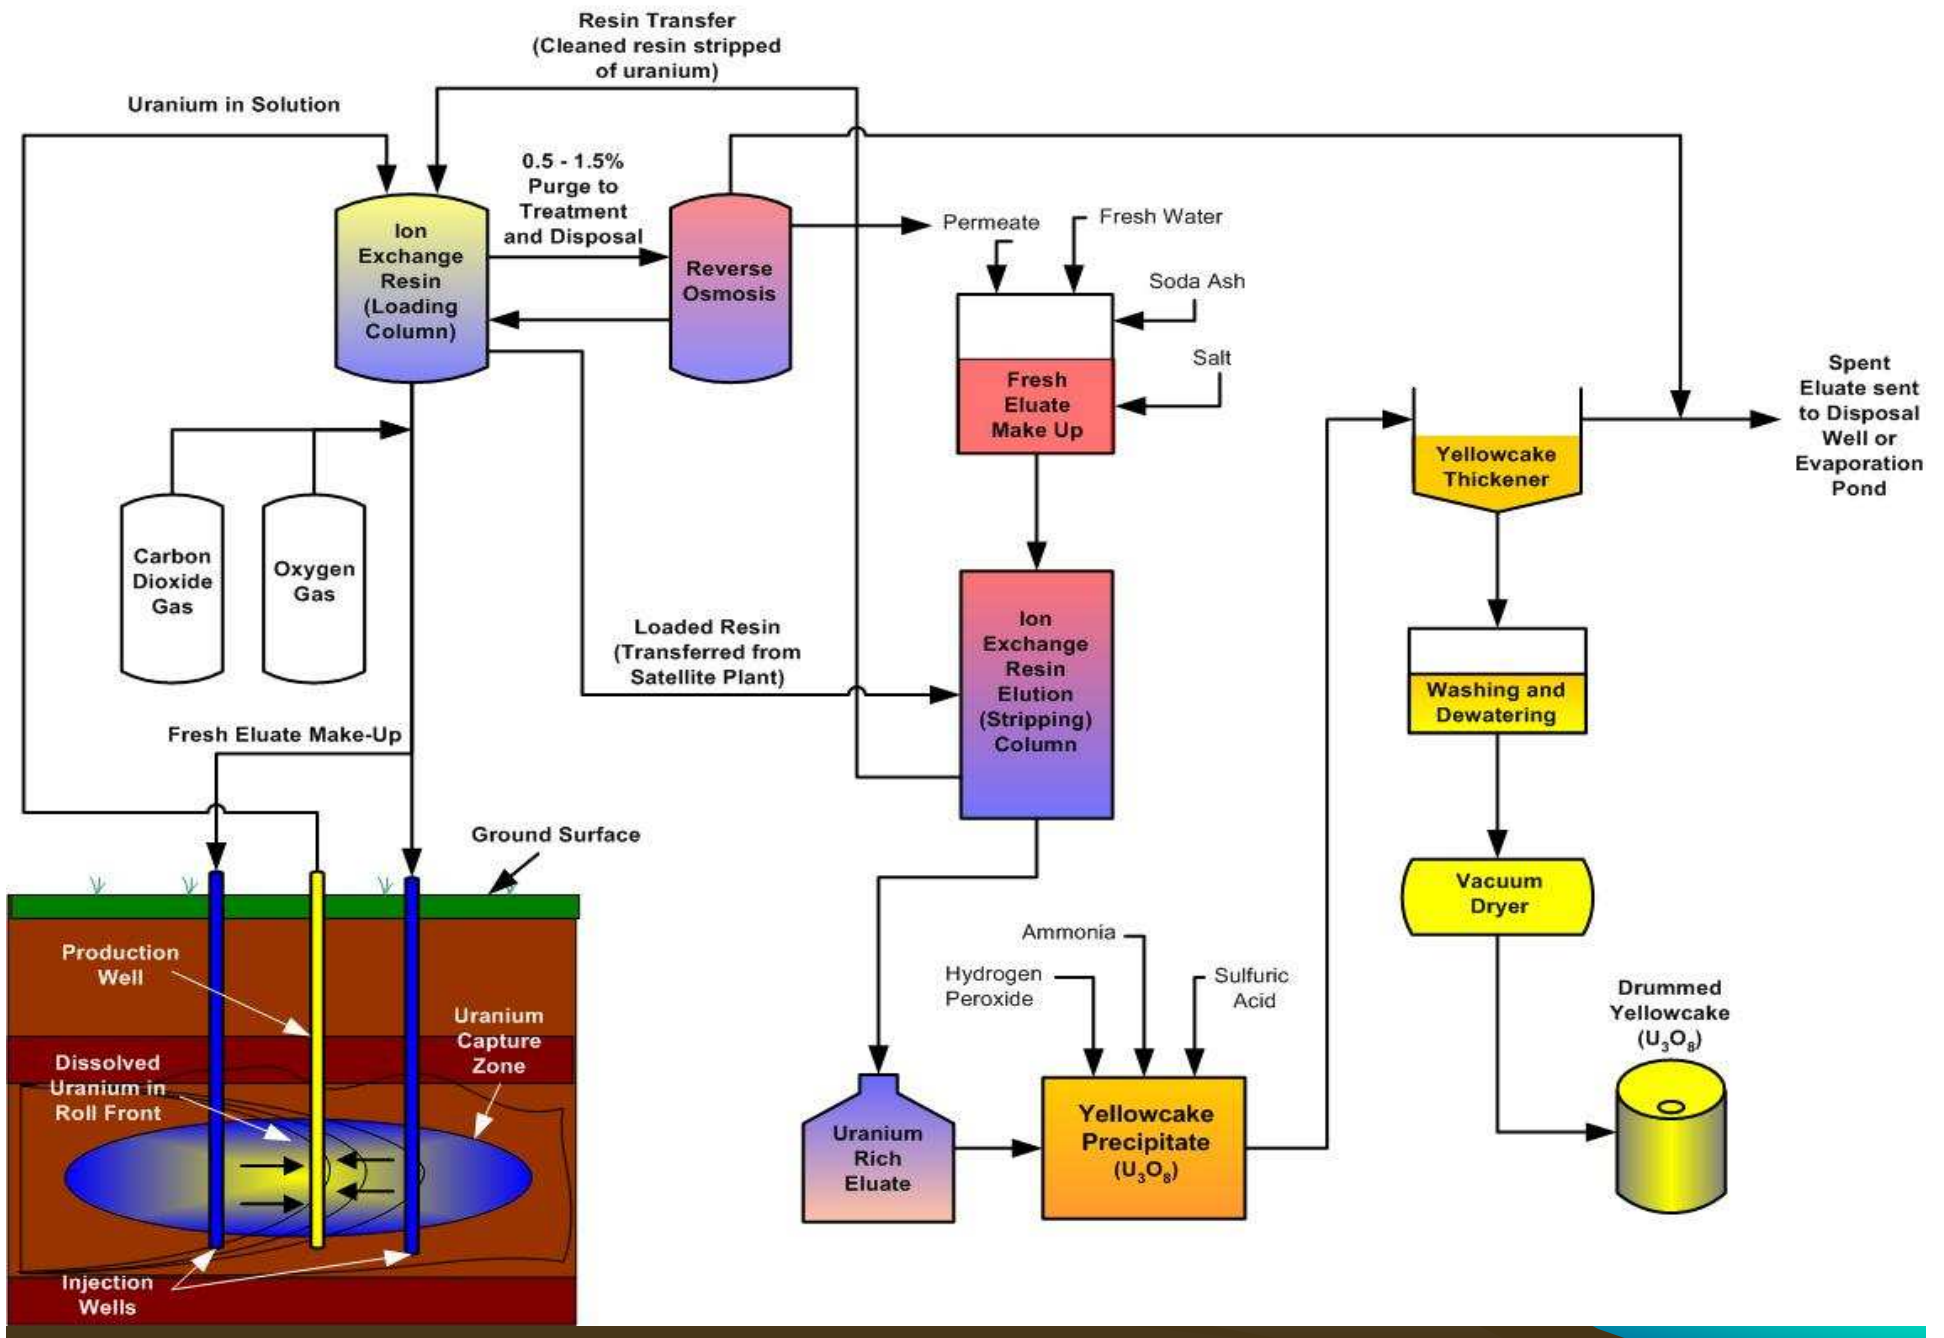 Resin Transfer
(Cleaned resin stripped
of uranium)
Uranium in Solution
0.5 - 1.5%
Purge to
Treatment
and Disposal
Ion
Exchange
Resin
(Loading
Column)
Reverse
Osmosis
Permeate
Fresh Water
Soda Ash
Salt
Fresh
Eluate
Make Up
Spent
Eluate sent
to Disposal
Well or
Evaporation
Pond
Yellowcake
Thickener
Carbon
Dioxide
Gas
Oxygen
Gas
Loaded Resin
(Transferred from
Satellite Plant)
Ion
Exchange
Resin
Elution
(Stripping)
Column
Washing and
Dewatering
Fresh Eluate Make-Up
Ground Surface
Vacuum
Dryer
Production
Well
Uranium
Capture
Zone
Dissolved
Uranium in
Roll Front
Injection
Wells
Ammonia
Hydrogen
Peroxide
Sulfuric
Acid
Uranium
Rich
Eluate
Yellowcake
Precipitate
(U₃O₈)
Drummed
Yellowcake
(U₃O₈)